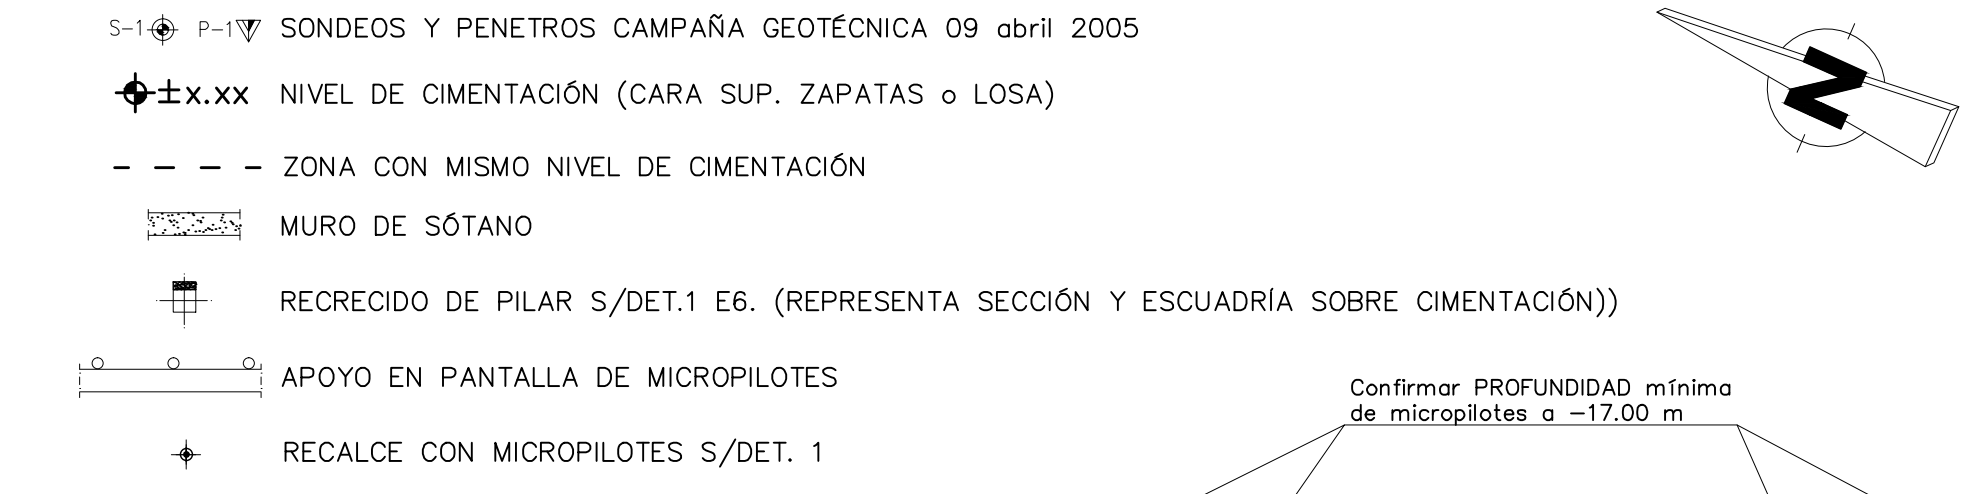 S-1 P-1 SONDEOS Y PENETROS CAMPAÑA GEOTÉCNICA 09 abril 2005
±x.xx NIVEL DE CIMENTACIÓN (CARA SUP. ZAPATAS o LOSA)
ZONA CON MISMO NIVEL DE CIMENTACIÓN
MURO DE SÓTANO
RECRECIDO DE PILAR S/DET.1 E6. (REPRESENTA SECCIÓN Y ESCUADRÍA SOBRE CIMENTACIÓN))
APOYO EN PANTALLA DE MICROPILOTES
RECALCE CON MICROPILOTES S/DET. 1
N
Confirmar PROFUNDIDAD mínima
de micropilotes a -17.00 m